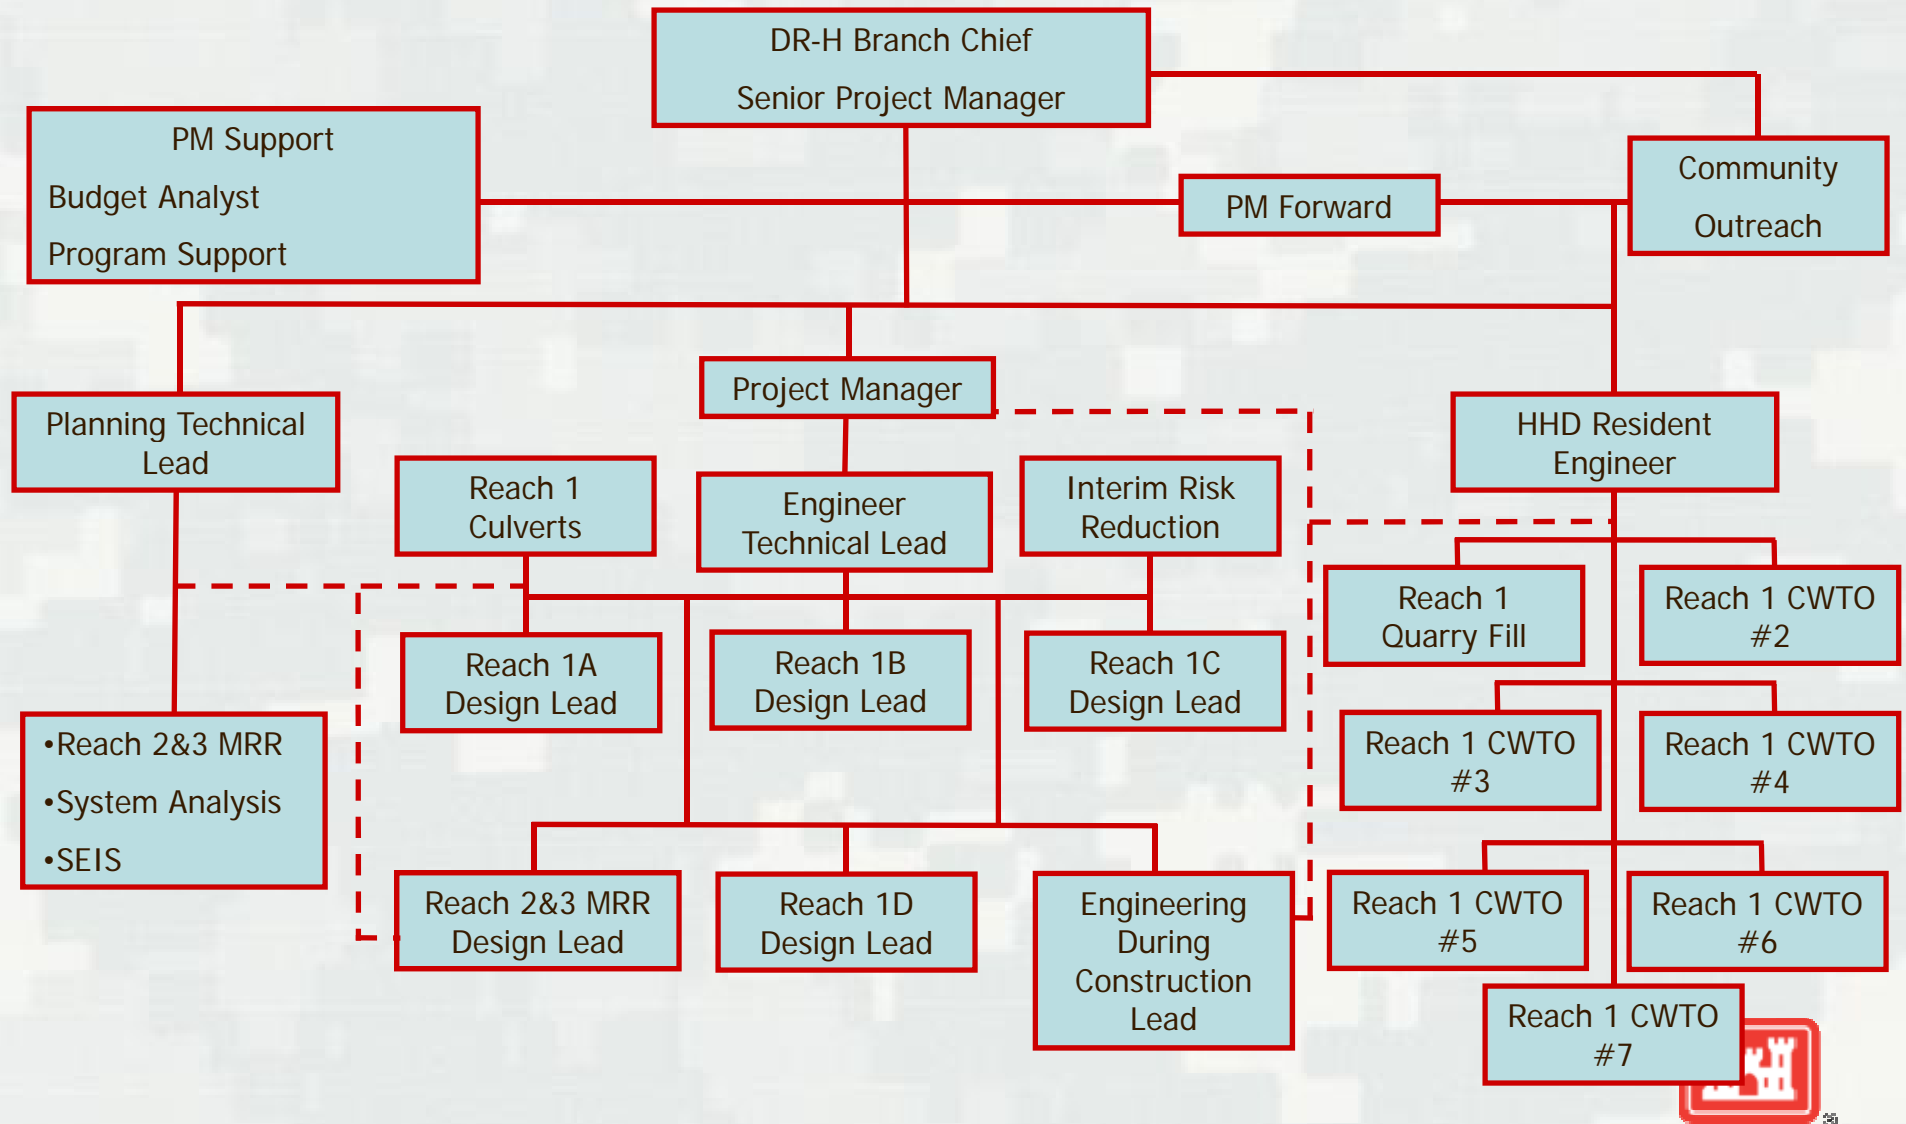 DR-H Branch Chief
Senior Project Manager
PM Support
Budget Analyst
Program Support
PM Forward
Community
Outreach
Project Manager
Planning Technical
Lead
HHD Resident
Engineer
Reach 1
Culverts
Engineer
Technical Lead
Interim Risk
Reduction
Reach 1
Quarry Fill
Reach 1 CWTO
#2
Reach 1A
Design Lead
Reach 1B
Design Lead
Reach 1C
Design Lead
•Reach 2&3 MRR
•System Analysis
•SEIS
Reach 1 CWTO
#3
Reach 1 CWTO
#4
Reach 2&3 MRR
Design Lead
Reach 1D
Design Lead
Engineering
During
Construction
Lead
Reach 1 CWTO
#5
Reach 1 CWTO
#6
Reach 1 CWTO
#7
®